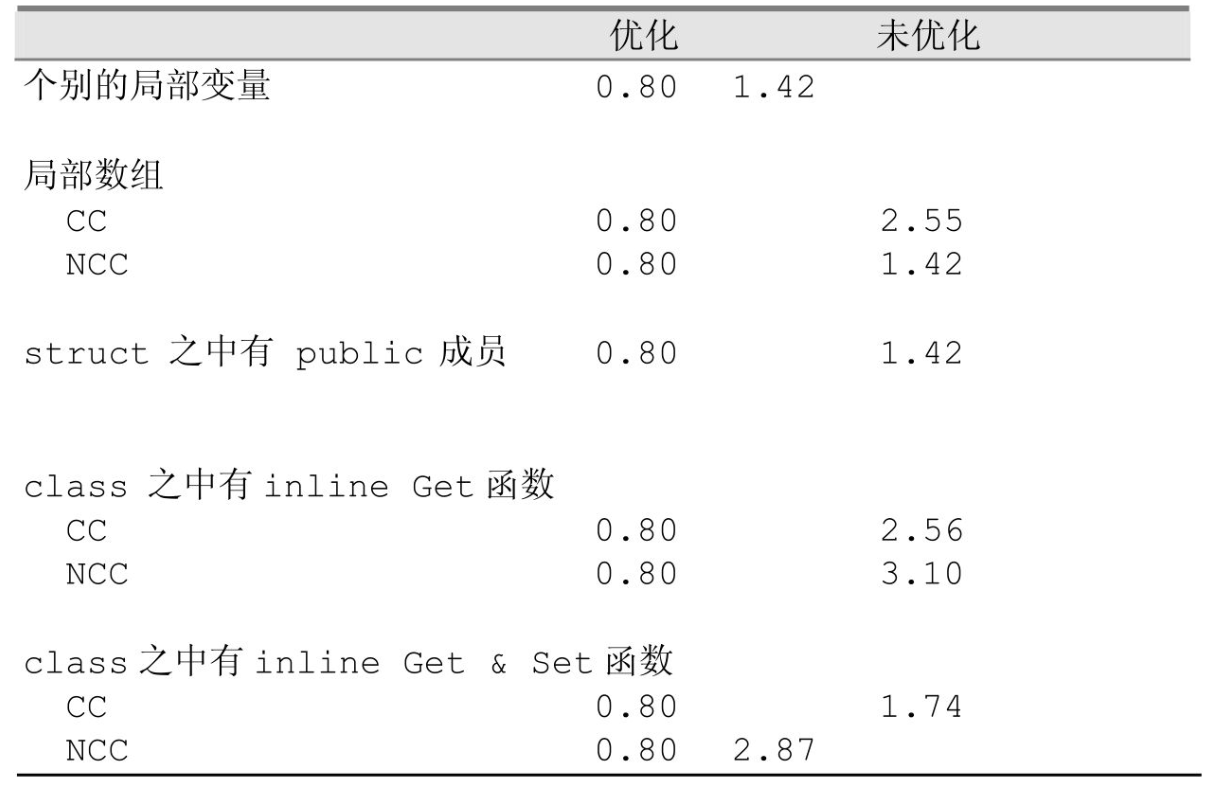 优化 未优化
个别的局部变量 0.80 1.42
局部数组
CC 0.80 2.55
NCC 0.80 1.42
struct 之中有 public 成员 0.80 1.42
class 之中有 inline Get 函数
CC 0.80 2.56
NCC 0.80 3.10
class 之中有 inline Get & Set 函数
CC 0.80 1.74
NCC 0.80 2.87